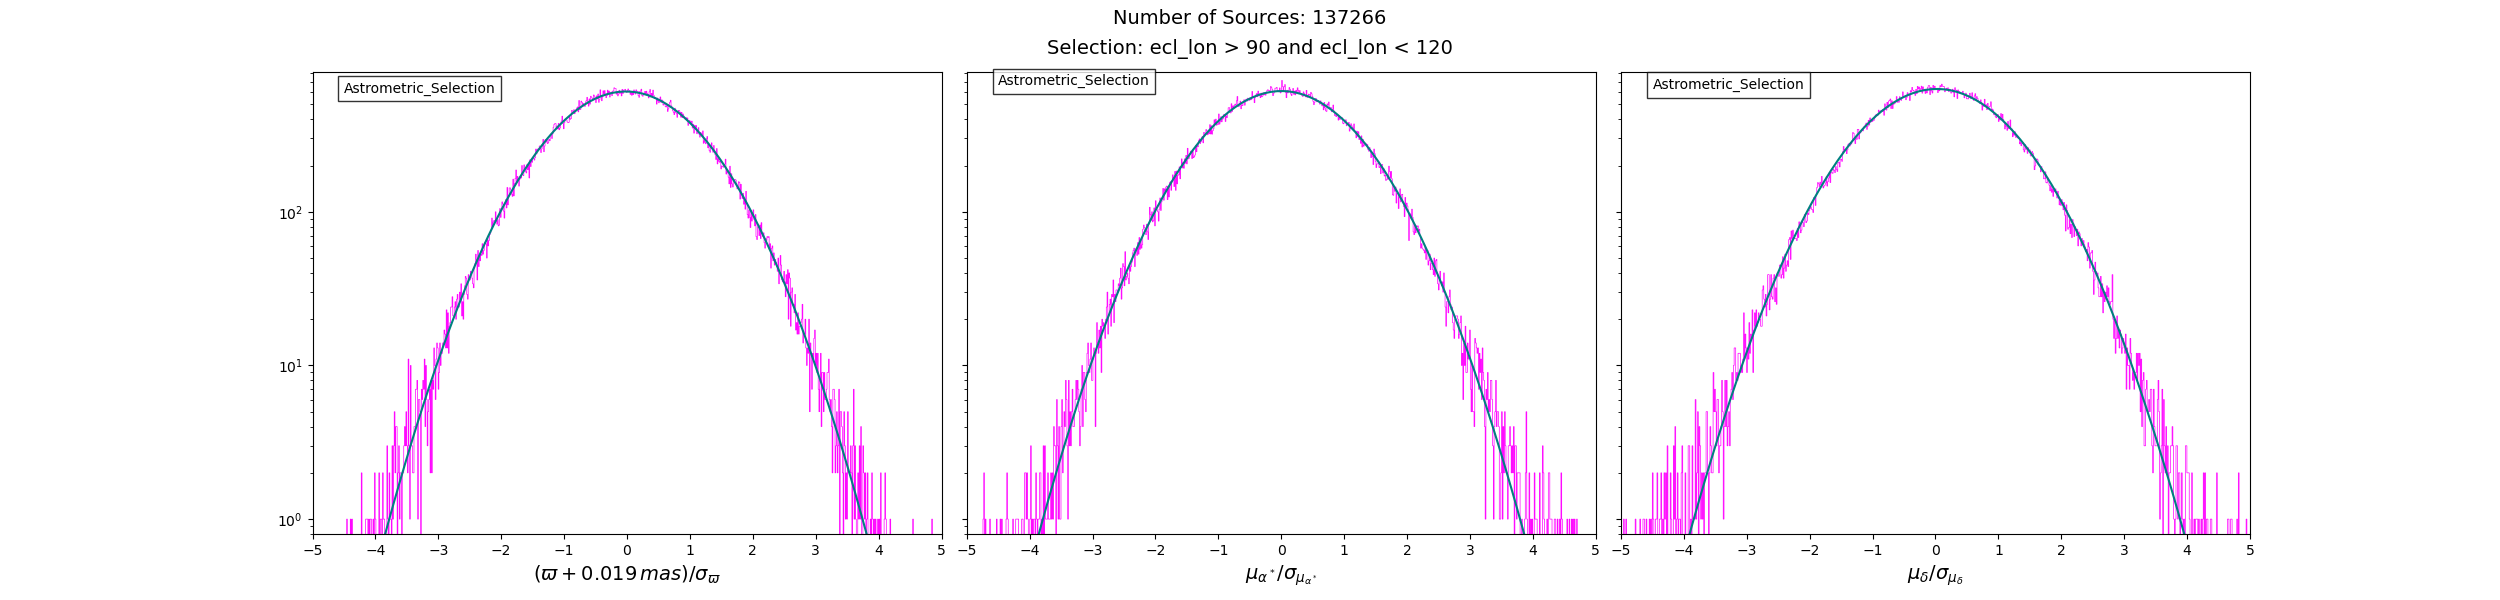 Number of Sources: 137266
Selection: ecl_lon > 90 and ecl_lon < 120
Astrometric_Selection
Astrometric_Selection
Astrometric_Selection
10²
10¹
10⁰
−5 −4 −3 −2 −1 0 1 2 3 4 5
−5 −4 −3 −2 −1 0 1 2 3 4 5
−5 −4 −3 −2 −1 0 1 2 3 4 5
(ϖ + 0.019 mas)/σ_ϖ
μ_α*/σ_μ_α*
μ_δ/σ_μ_δ